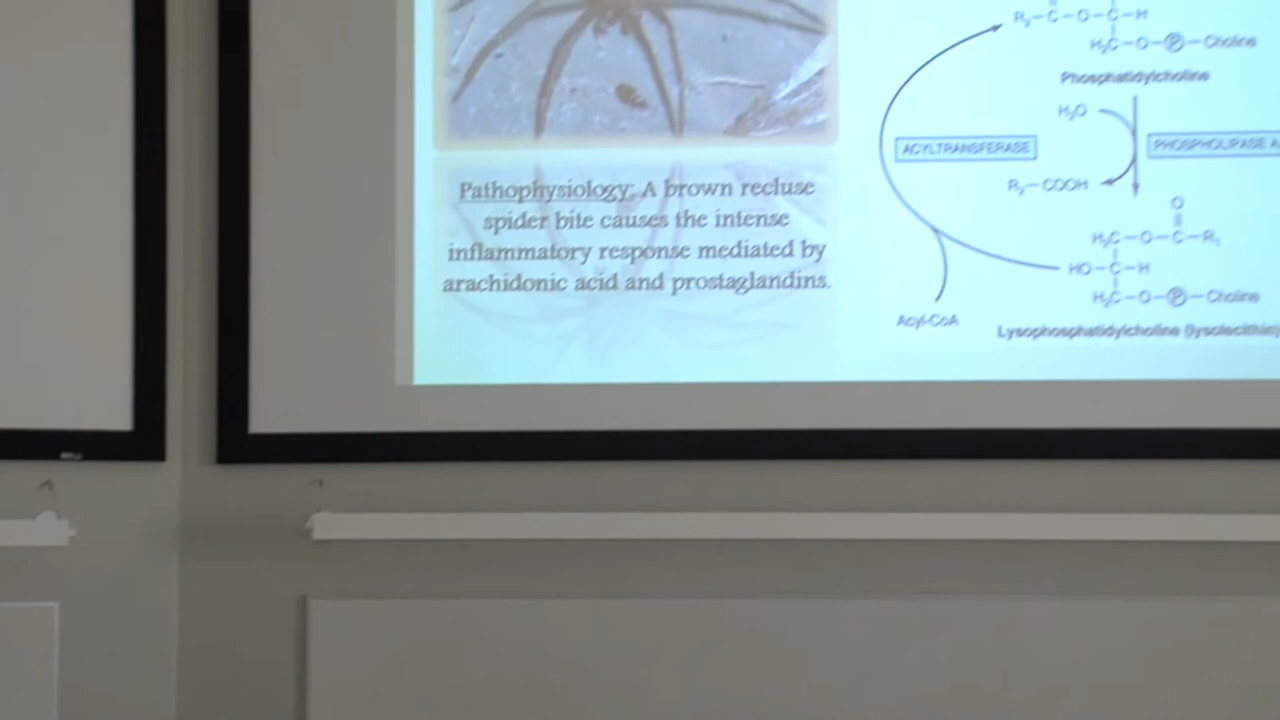 Pathophysiology: A brown recluse
spider bite causes the intense
inflammatory response mediated by
arachidonic acid and prostaglandins.
R₂-C-O-C-H
H₂C-O-P-Choline
Phosphatidylcholine
H₂O
ACYLTRANSFERASE
PHOSPHOLIPASE A
R₂-COOH
O
H₂C-O-C-R₁
HO-C-H
H₂C-O-P-Choline
Acyl-CoA
Lysophosphatidylcholine (lysolecithin)